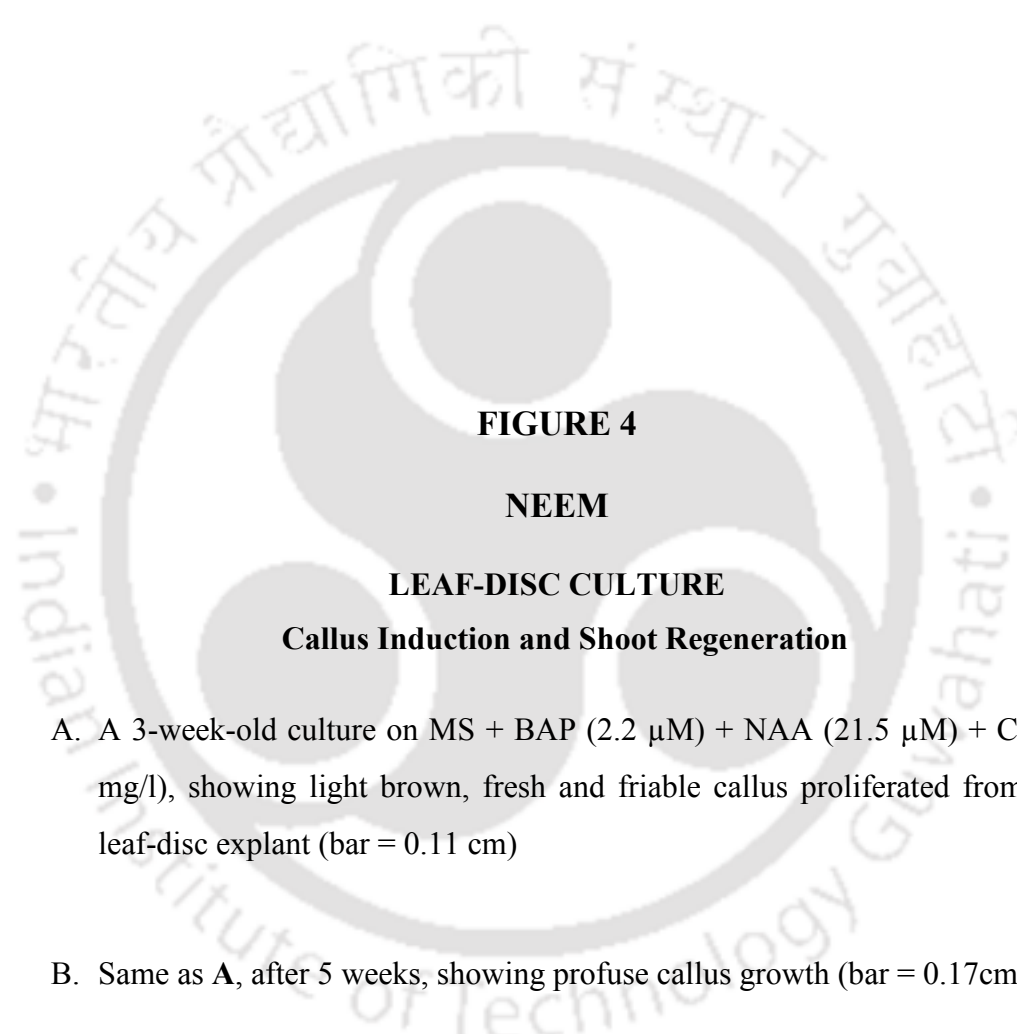 भारतीय प्रौद्योगिकी संस्थान गुवाहाटी
FIGURE 4
NEEM
LEAF-DISC CULTURE
Callus Induction and Shoot Regeneration
A. A 3-week-old culture on MS + BAP (2.2 µM) + NAA (21.5 µM) + C
mg/l), showing light brown, fresh and friable callus proliferated from
leaf-disc explant (bar = 0.11 cm)
B. Same as A, after 5 weeks, showing profuse callus growth (bar = 0.17cm
Indian Institute of Technology Guwahati